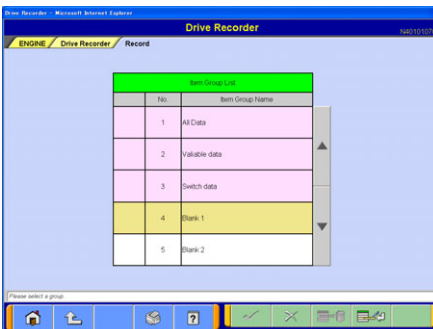 Drive Recorder - Microsoft Internet Explorer
Drive Recorder
N4010107
ENGINE Drive Recorder Record
Item Group List
No. Item Group Name
1 All Data
2 Valiable data
3 Switch data
4 Blank 1
5 Blank 2
Please select a group.
?